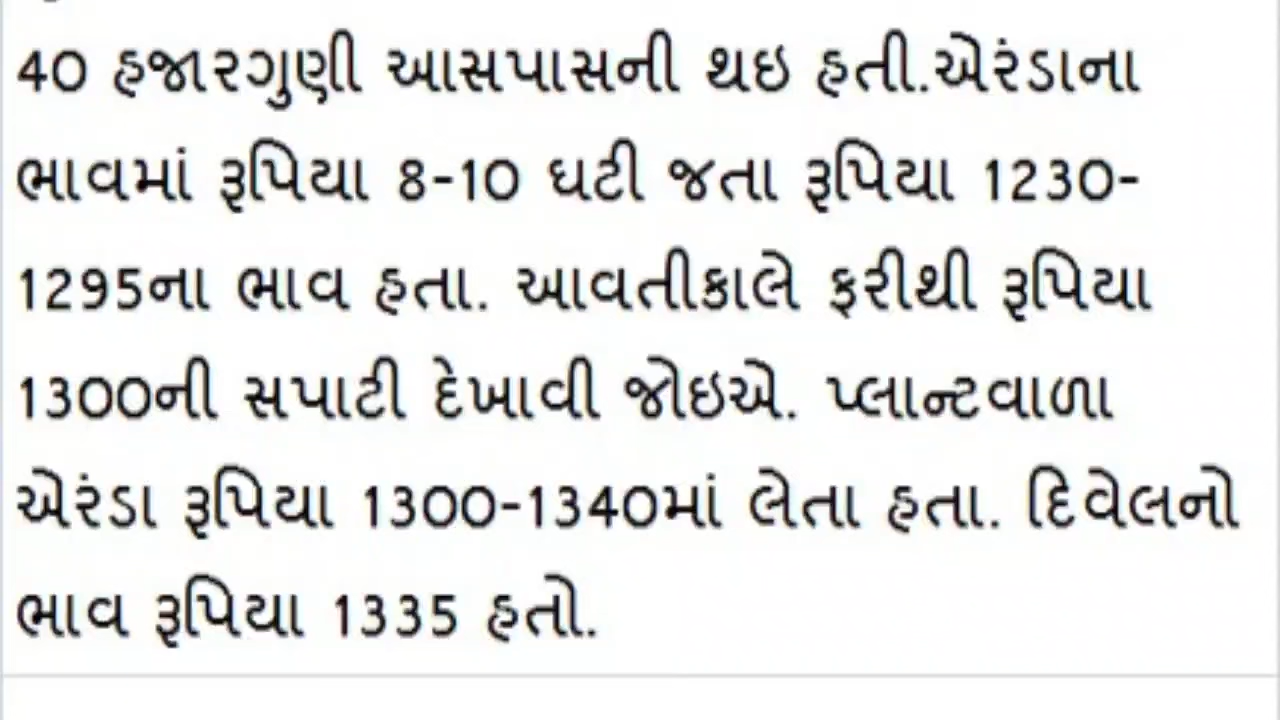 40 હજારગુણી આસપાસની થઇ હતી.એરંડાના
ભાવમાં રૂપિયા 8-10 ઘટી જતા રૂપિયા 1230-
1295ના ભાવ હતા. આવતીકાલે ફરીથી રૂપિયા
1300ની સપાટી દેખાવી જોઇએ. પ્લાન્ટવાળા
એરંડા રૂપિયા 1300-1340માં લેતા હતા. દિવેલનો
ભાવ રૂપિયા 1335 હતો.